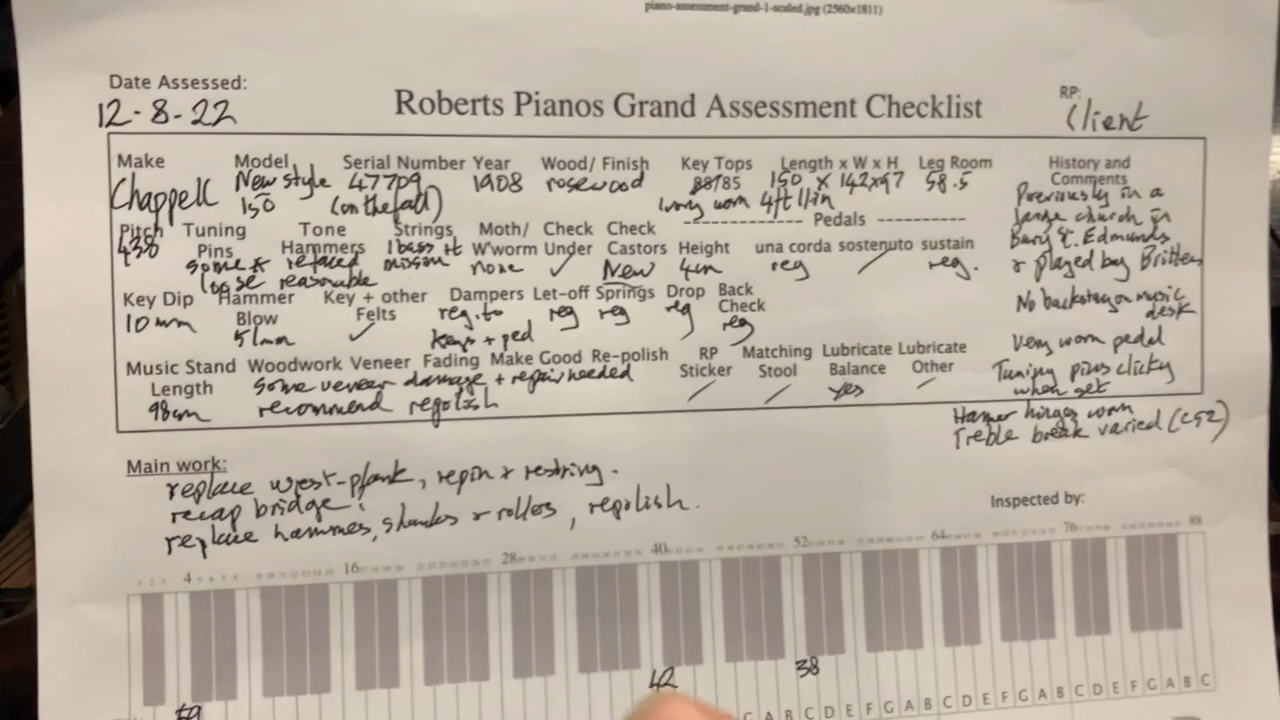 piano-assessment-grand-1-scaled.jpg (2560x1811)
Date Assessed:
12-8-22
Roberts Pianos Grand Assessment Checklist
RP:
Client
Make Model Serial Number Year Wood/ Finish Key Tops Length x W x H Leg Room History and Comments
Chappell New style 150 47709 (on the fall) 1908 rosewood 85 Ivory worn 150 x 142x97 4ft 11in 58.5
Previously in a
large church in
Bury St. Edmunds
& played by Britten
No backstay on music
desk
Very worn pedal
Tuning pins clicky
when set
Hammer hinges worn
Treble break varied (C52)
Pitch Tuning Pins Tone Hammers Strings Moth/ W'worm Check Under Check Castors Height
438 some loose refaced reasonable 1 bass missing none ✓ New 4cm
------------- Pedals ----------
una corda sostenuto sustain
reg / reg.
Key Dip Hammer Blow Key + other Felts Dampers Let-off Springs Drop Back Check
10mm 51mm ✓ reg. to keys + ped reg reg reg reg
Music Stand Length Woodwork Veneer Fading Make Good Re-polish RP Sticker Matching Stool Lubricate Balance Lubricate Other
98cm some veneer damage + repair needed
recommend repolish
/ / Yes /
Main work:
replace wrest-plank, repin & restring.
recap bridge.
replace hammers, shanks & rollers, repolish.
Inspected by:
4 16 28 40 52 64 76 88
59 42 38
G A B C D E F G A B C D E F G A B C D E F G A B C